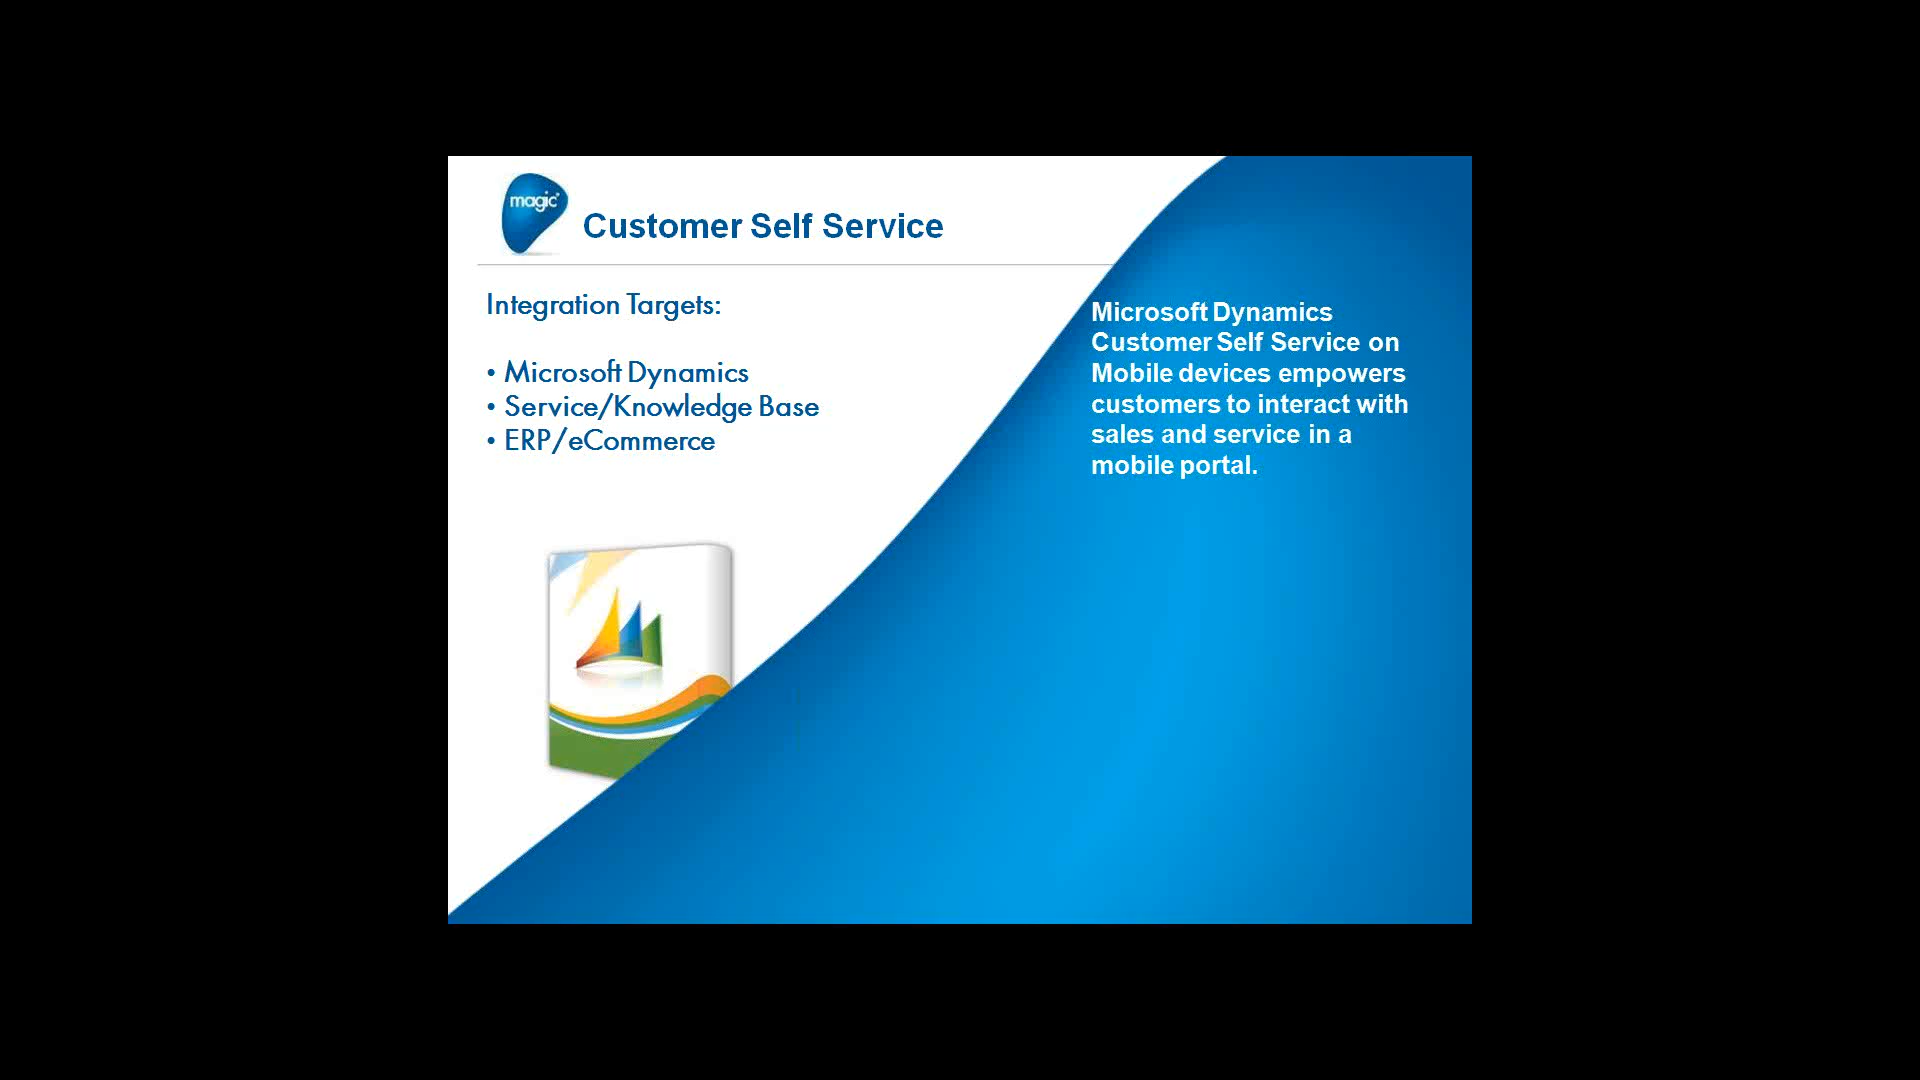 magic
Customer Self Service
Integration Targets:
• Microsoft Dynamics
• Service/Knowledge Base
• ERP/eCommerce
Microsoft Dynamics
Customer Self Service on
Mobile devices empowers
customers to interact with
sales and service in a
mobile portal.